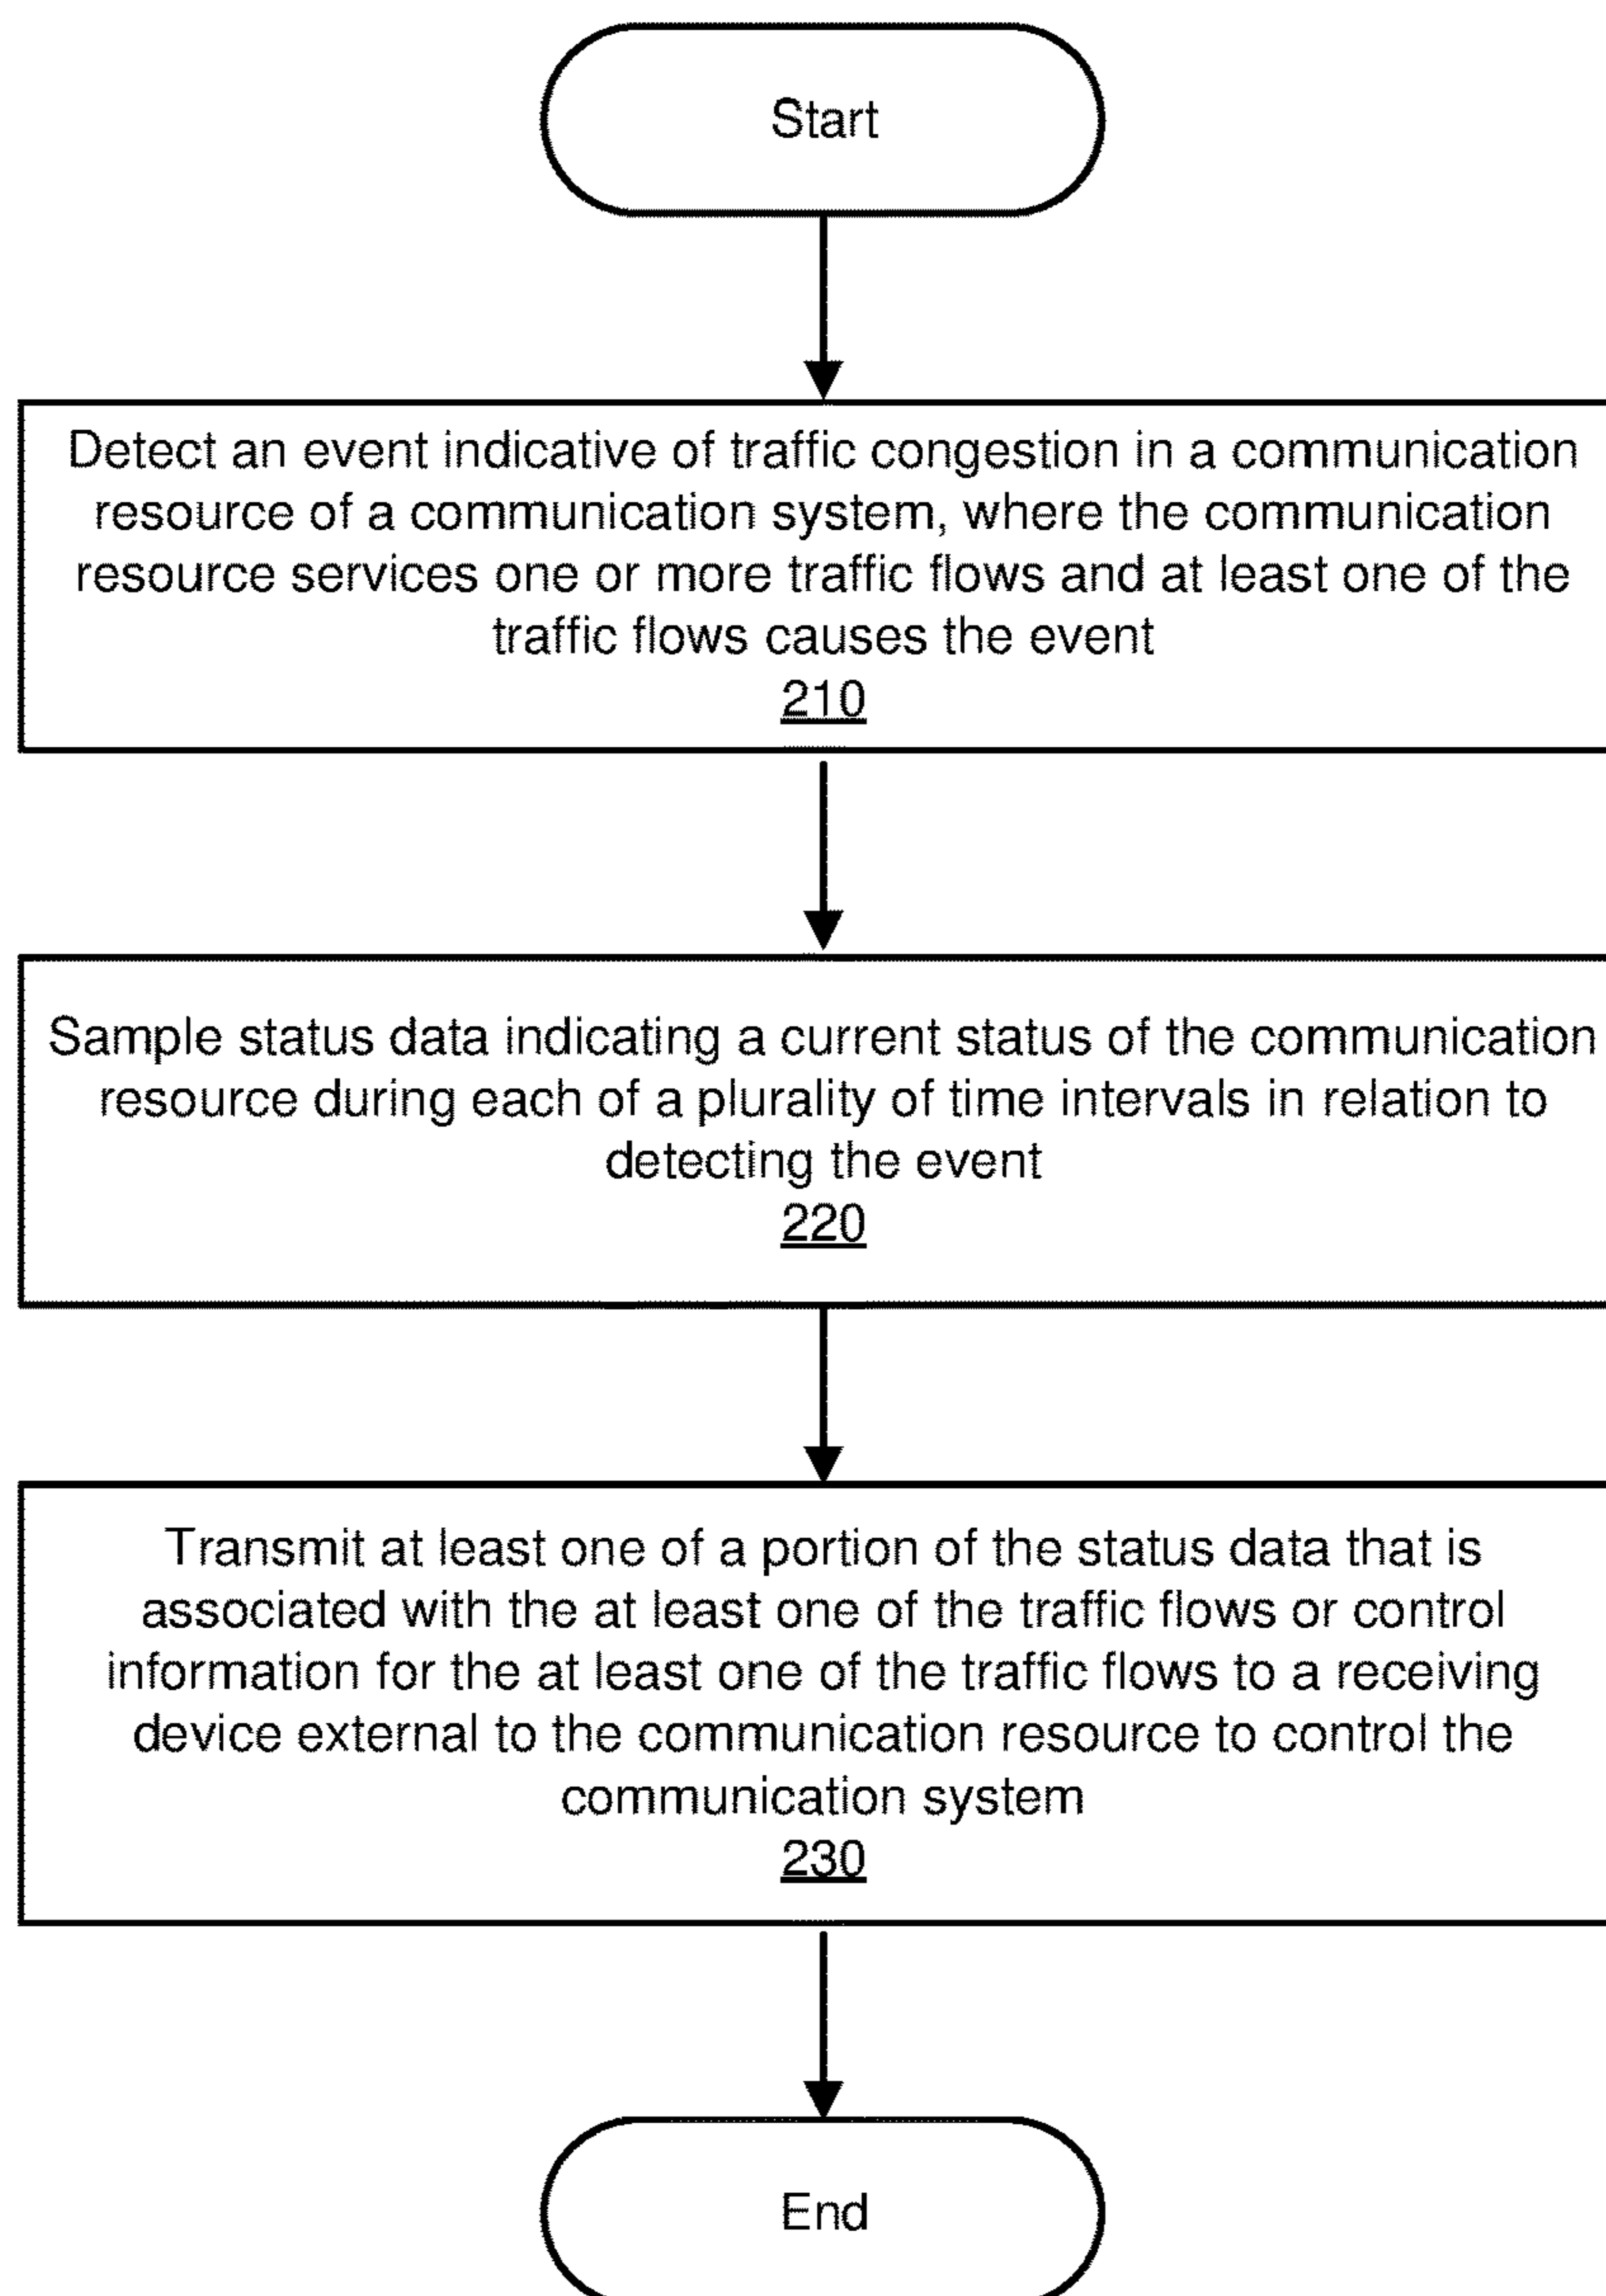 Start
Detect an event indicative of traffic congestion in a communication
resource of a communication system, where the communication
resource services one or more traffic flows and at least one of the
traffic flows causes the event
210
Sample status data indicating a current status of the communication
resource during each of a plurality of time intervals in relation to
detecting the event
220
Transmit at least one of a portion of the status data that is
associated with the at least one of the traffic flows or control
information for the at least one of the traffic flows to a receiving
device external to the communication resource to control the
communication system
230
End